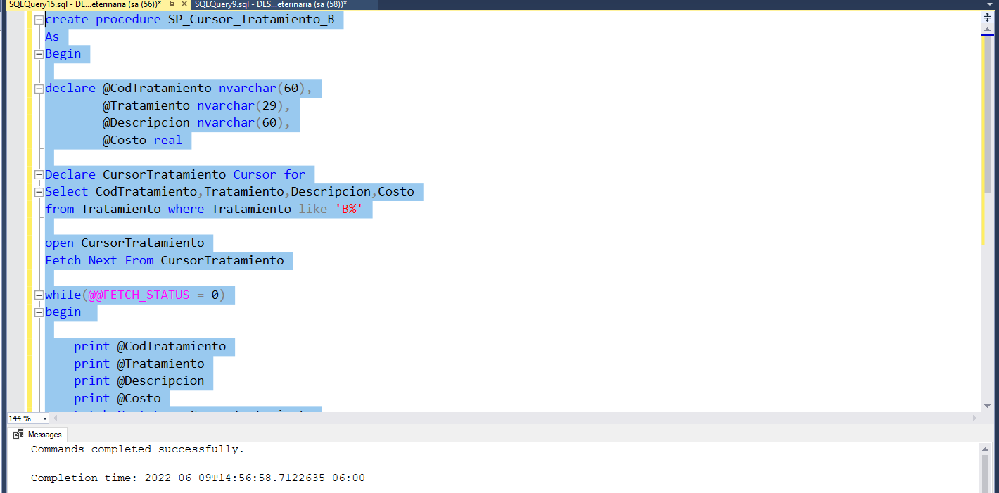 SQLQuery15.sql - DE...eterinaria (sa (56))* SQLQuery9.sql - DES...eterinaria (sa (58))*
create procedure SP_Cursor_Tratamiento_B
As
Begin
declare @CodTratamiento nvarchar(60),
@Tratamiento nvarchar(29),
@Descripcion nvarchar(60),
@Costo real
Declare CursorTratamiento Cursor for
Select CodTratamiento,Tratamiento,Descripcion,Costo
from Tratamiento where Tratamiento like 'B%'
open CursorTratamiento
Fetch Next From CursorTratamiento
while(@@FETCH_STATUS = 0)
begin
print @CodTratamiento
print @Tratamiento
print @Descripcion
print @Costo
144 %
Messages
Commands completed successfully.
Completion time: 2022-06-09T14:56:58.7122635-06:00